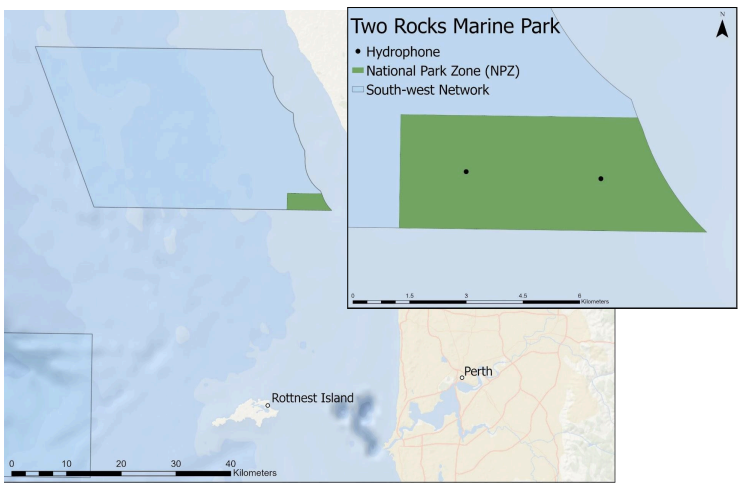 Two Rocks Marine Park
N
Hydrophone
National Park Zone (NPZ)
South-west Network
0 1.5 3 4.5 6
Kilometers
Perth
Rottnest Island
0 10 20 30 40
Kilometers